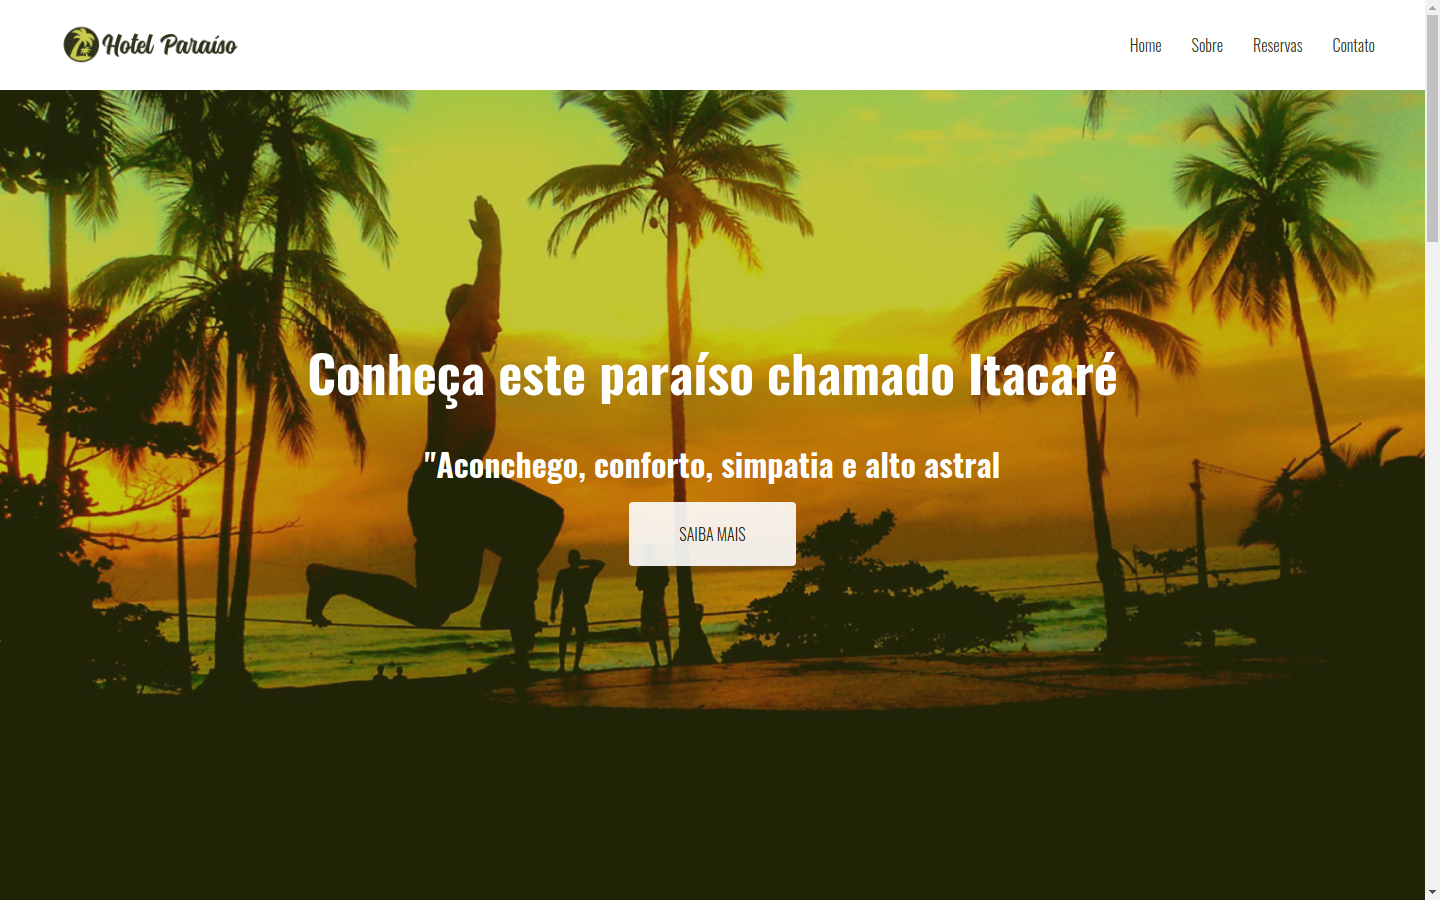 Hotel Paraíso
Home
Sobre
Reservas
Contato
Conheça este paraíso chamado Itacaré
"Aconchego, conforto, simpatia e alto astral
SAIBA MAIS